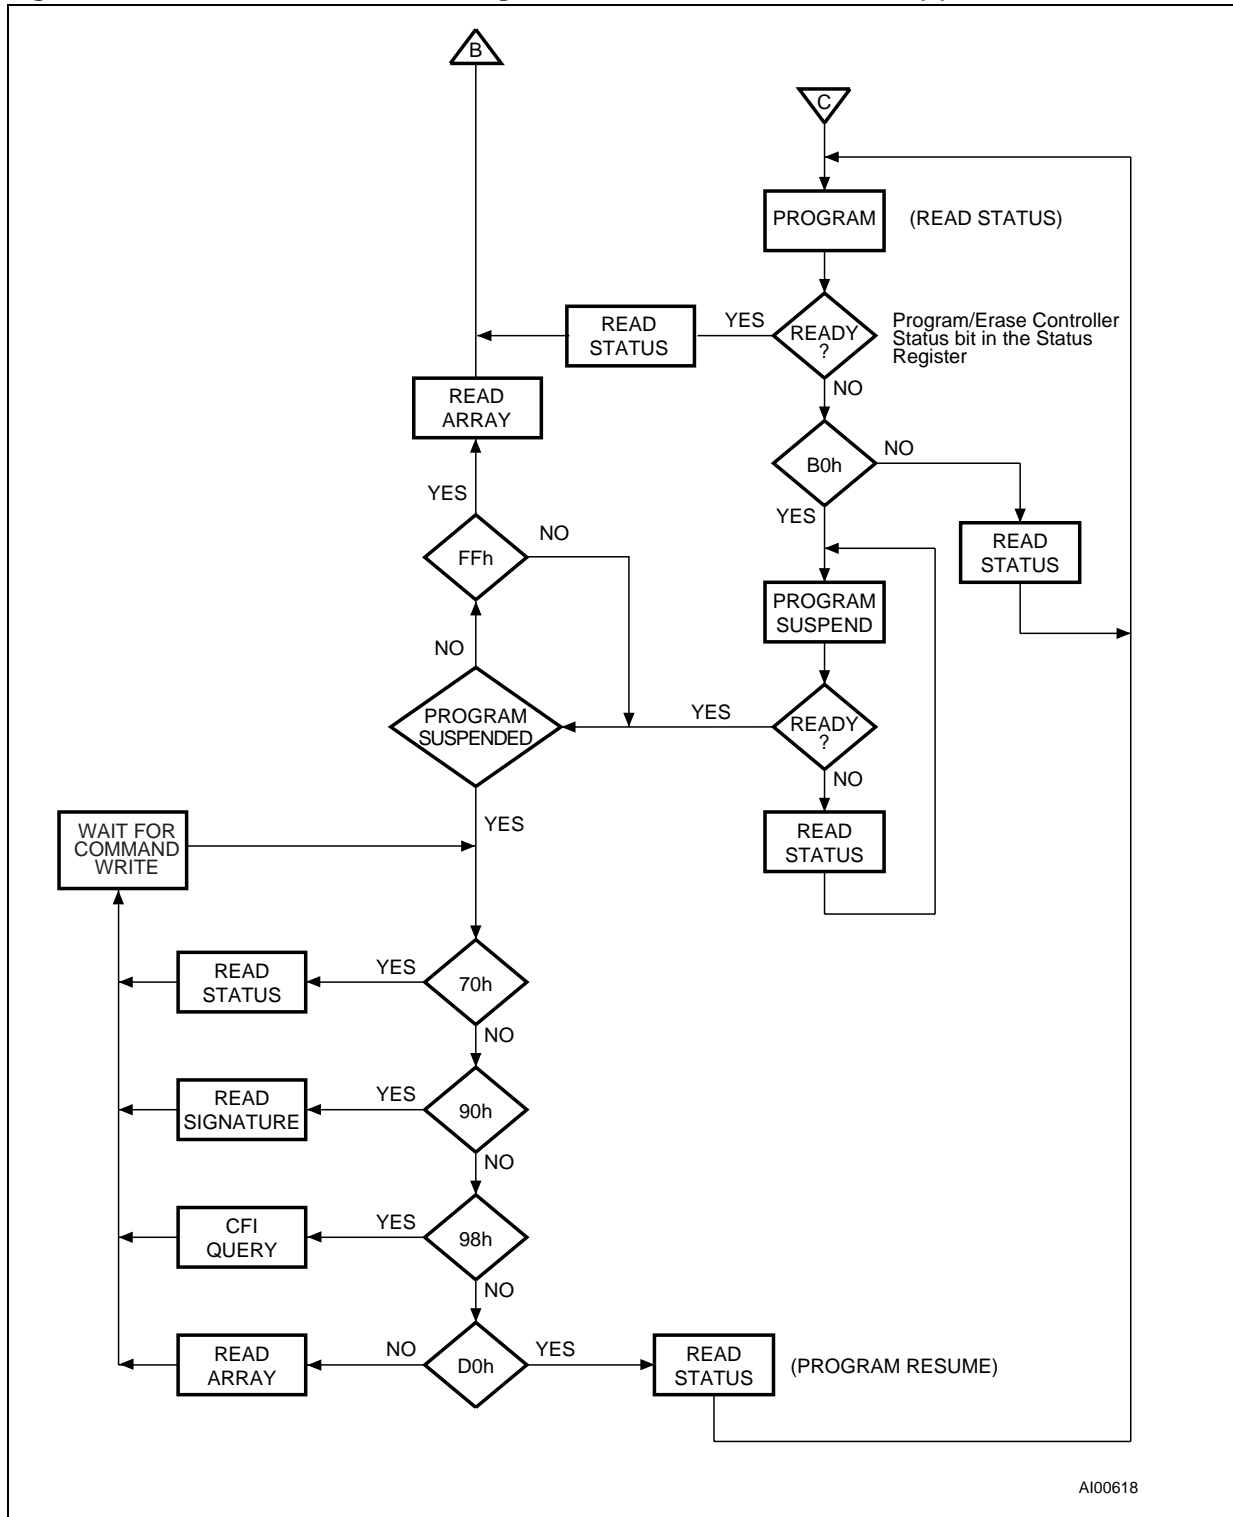 B
C
PROGRAM
(READ STATUS)
READ
STATUS
YES
READY
?
Program/Erase Controller
Status bit in the Status
Register
NO
READ
ARRAY
B0h
NO
YES
YES
FFh
NO
READ
STATUS
PROGRAM
SUSPEND
NO
PROGRAM
SUSPENDED
YES
READY
?
NO
YES
WAIT FOR
COMMAND
WRITE
READ
STATUS
READ
STATUS
YES
70h
NO
READ
SIGNATURE
YES
90h
NO
CFI
QUERY
YES
98h
NO
READ
ARRAY
NO
D0h
YES
READ
STATUS
(PROGRAM RESUME)
AI00618